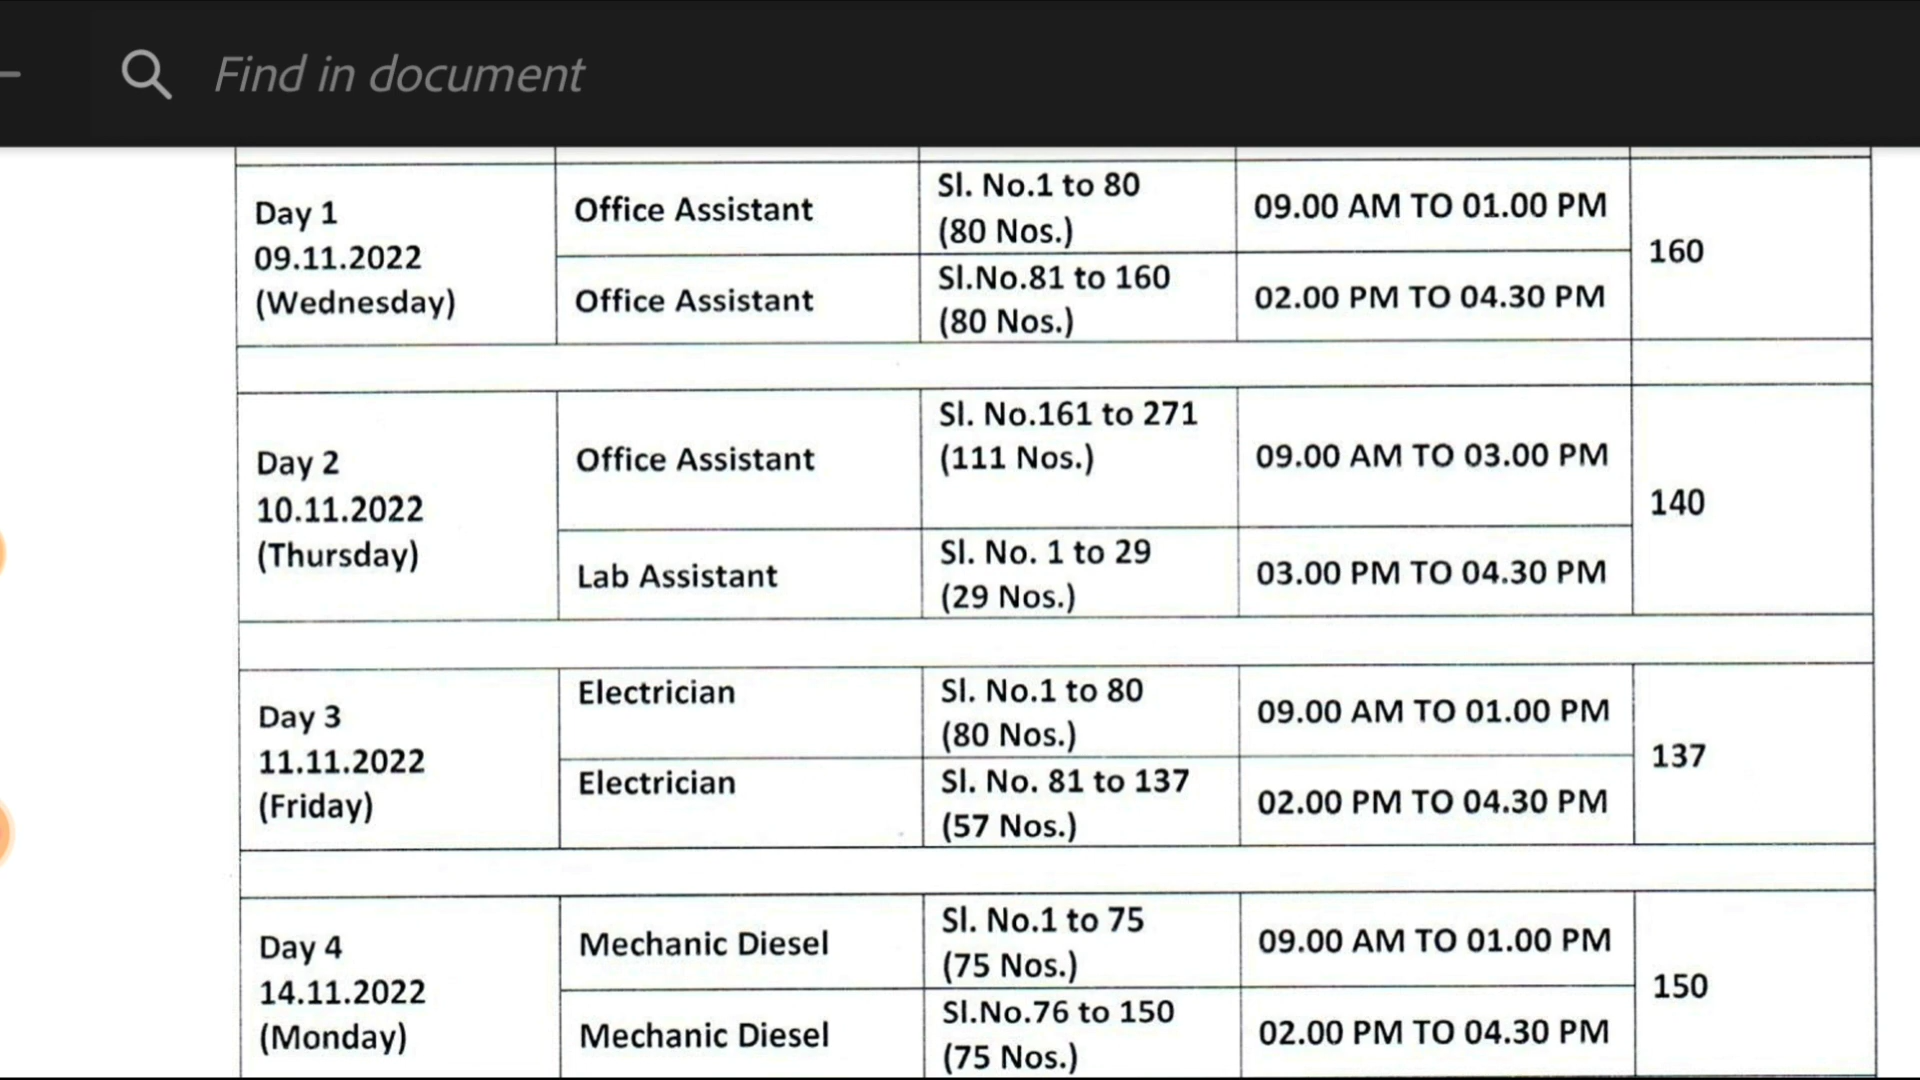 Find in document
Day 1
09.11.2022
(Wednesday)
Office Assistant
Sl. No.1 to 80
(80 Nos.)
09.00 AM TO 01.00 PM
160
Office Assistant
Sl.No.81 to 160
(80 Nos.)
02.00 PM TO 04.30 PM
Day 2
10.11.2022
(Thursday)
Office Assistant
Sl. No.161 to 271
(111 Nos.)
09.00 AM TO 03.00 PM
140
Lab Assistant
Sl. No. 1 to 29
(29 Nos.)
03.00 PM TO 04.30 PM
Day 3
11.11.2022
(Friday)
Electrician
Sl. No.1 to 80
(80 Nos.)
09.00 AM TO 01.00 PM
137
Electrician
Sl. No. 81 to 137
(57 Nos.)
02.00 PM TO 04.30 PM
Day 4
14.11.2022
(Monday)
Mechanic Diesel
Sl. No.1 to 75
(75 Nos.)
09.00 AM TO 01.00 PM
150
Mechanic Diesel
Sl.No.76 to 150
(75 Nos.)
02.00 PM TO 04.30 PM